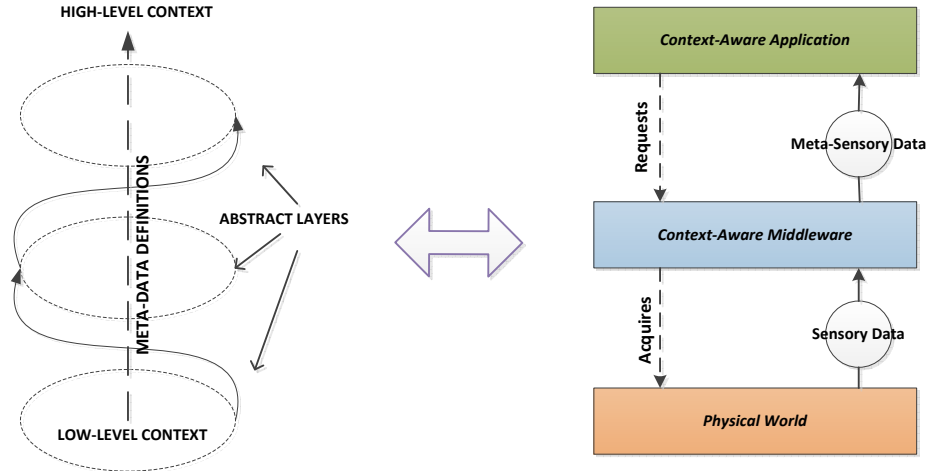 HIGH-LEVEL CONTEXT
META-DATA DEFINITIONS
ABSTRACT LAYERS
LOW-LEVEL CONTEXT
Context-Aware Application
Requests
Meta-Sensory Data
Context-Aware Middleware
Acquires
Sensory Data
Physical World